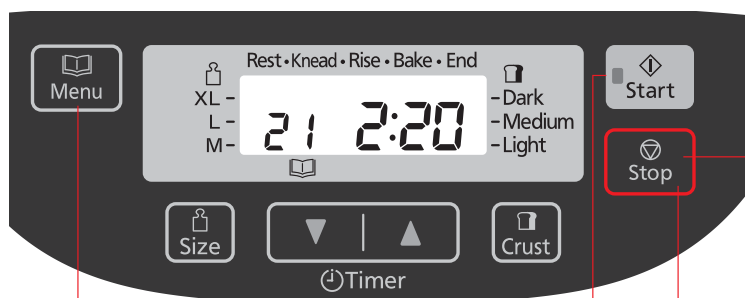 Menu
Rest • Knead • Rise • Bake • End
XL –
L –
M –
21 2:20
– Dark
– Medium
– Light
Start
Stop
Size
Crust
Timer